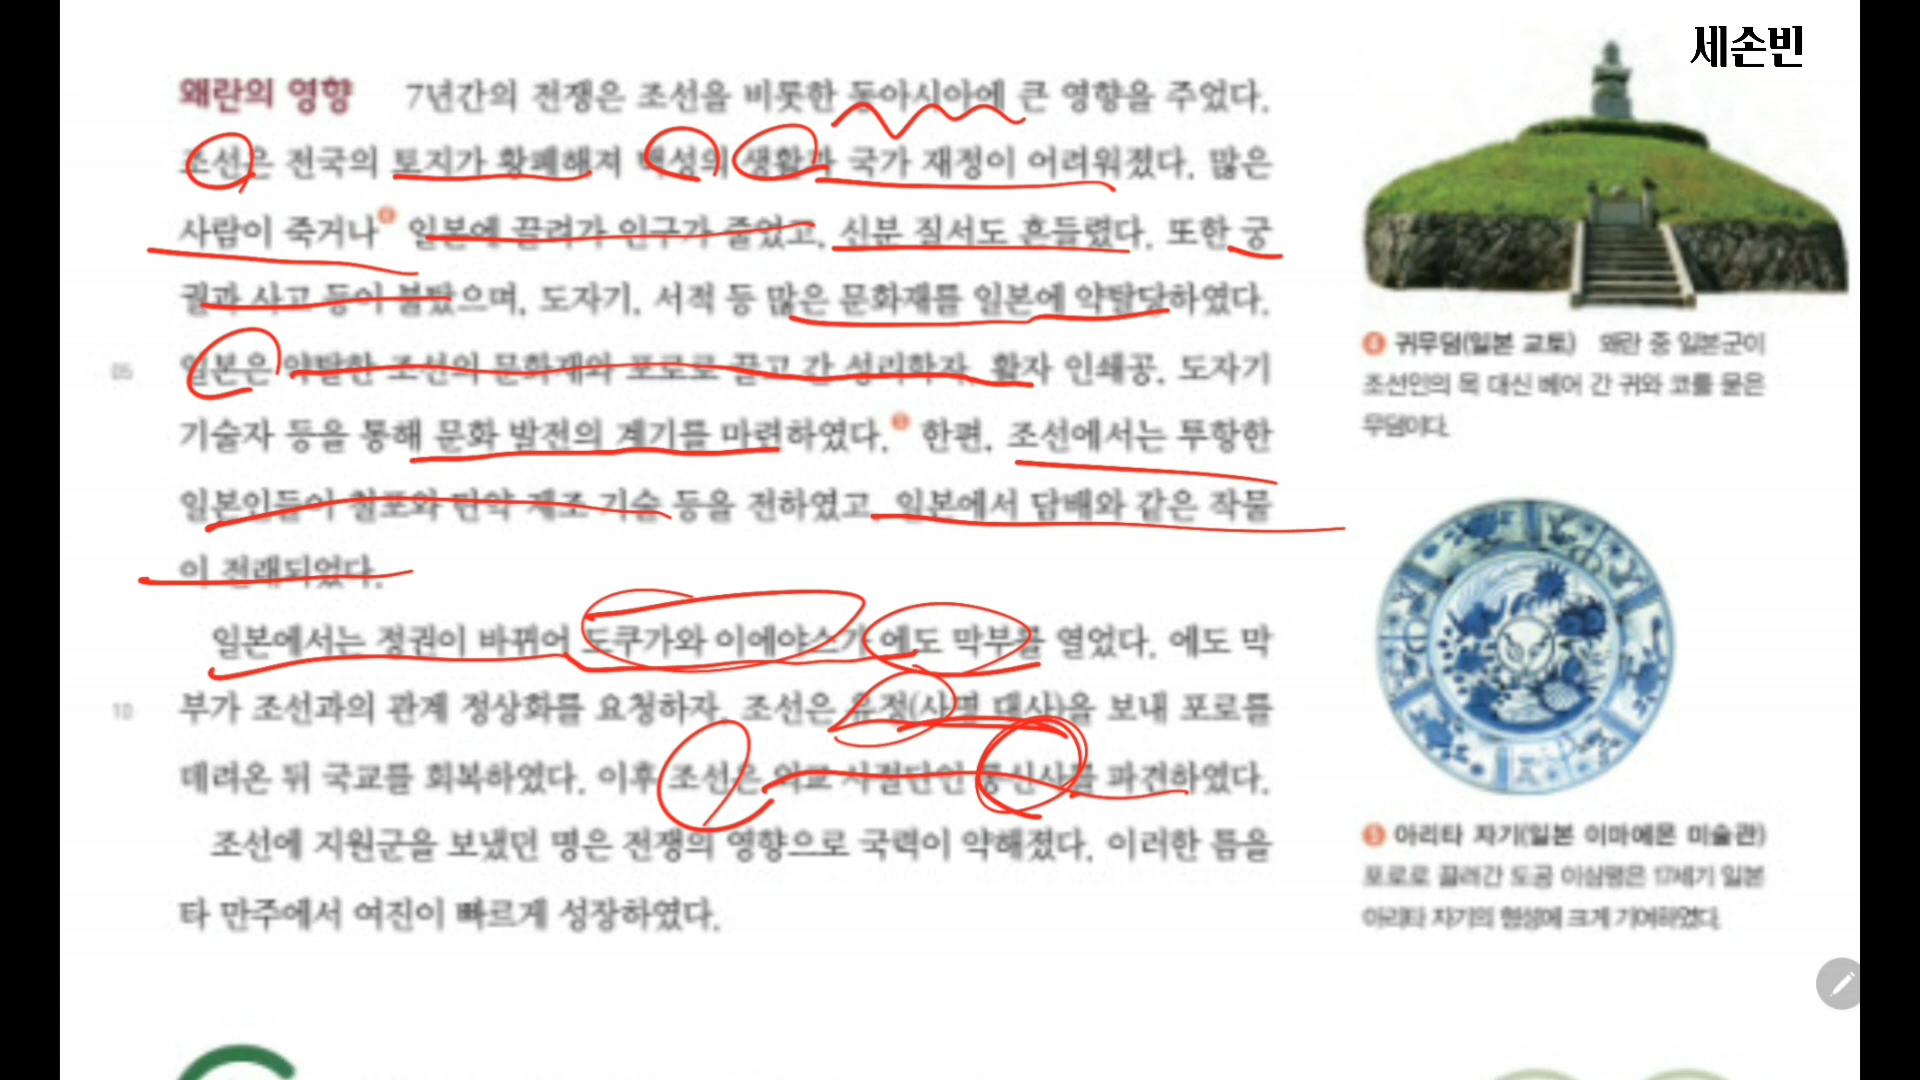 세손빈
왜란의 영향 7년간의 전쟁은 조선을 비롯한 동아시아에 큰 영향을 주었다.
조선은 전국의 토지가 황폐해져 백성의 생활과 국가 재정이 어려워졌다. 많은
사람이 죽거나 일본에 끌려가 인구가 줄었고, 신분 질서도 흔들렸다. 또한 궁
궐과 사고 등이 불탔으며, 도자기, 서적 등 많은 문화재를 일본에 약탈당하였다.
05 일본은 약탈한 조선의 문화재와 포로로 끌고 간 성리학자, 활자 인쇄공, 도자기
기술자 등을 통해 문화 발전의 계기를 마련하였다. 한편, 조선에서는 투항한
일본인들이 철포와 탄약 제조 기술 등을 전하였고, 일본에서 담배와 같은 작물
이 전래되었다.
일본에서는 정권이 바뀌어 도쿠가와 이에야스가 에도 막부를 열었다. 에도 막
10 부가 조선과의 관계 정상화를 요청하자, 조선은 유정(사명 대사)을 보내 포로를
데려온 뒤 국교를 회복하였다. 이후 조선은 외교 사절단인 통신사를 파견하였다.
조선에 지원군을 보냈던 명은 전쟁의 영향으로 국력이 약해졌다. 이러한 틈을
타 만주에서 여진이 빠르게 성장하였다.
귀무덤(일본 교토) 왜란 중 일본군이
조선인의 목 대신 베어 간 귀와 코를 묻은
무덤이다.
아리타 자기(일본 이마에몬 미술관)
포로로 끌려간 도공 이삼평은 17세기 일본
아리타 자기의 형성에 크게 기여하였다.